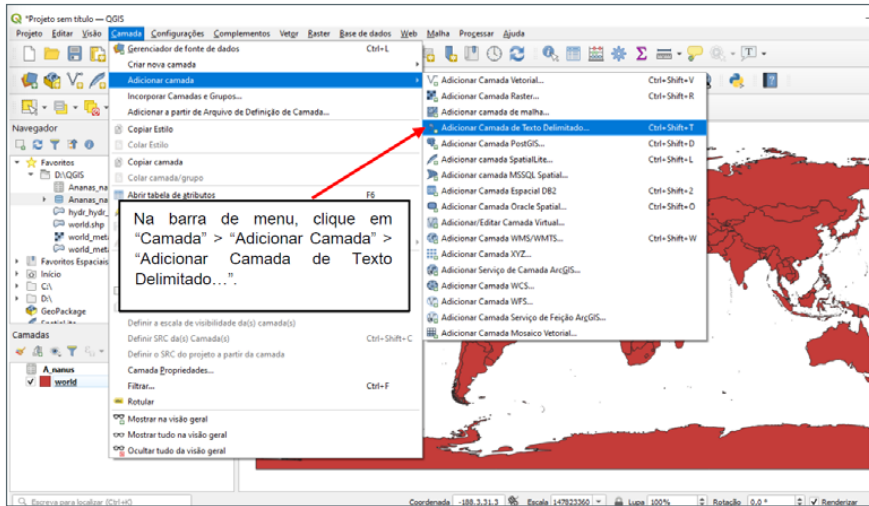 *Projeto sem título — QGIS
Projeto Editar Visão Camada Configurações Complementos Vetor Raster Base de dados Web Malha Processar Ajuda
Gerenciador de fonte de dados Ctrl+L
Criar nova camada
Adicionar camada
Incorporar Camadas e Grupos...
Adicionar a partir de Arquivo de Definição de Camada...
Copiar Estilo
Colar Estilo
Copiar camada
Colar camada/grupo
Abrir tabela de atributos F6
Na barra de menu, clique em
“Camada” > “Adicionar Camada” >
“Adicionar Camada de Texto
Delimitado…”.
Definir a escala de visibilidade da(s) camada(s)
Definir SRC da(s) Camada(s) Ctrl+Shift+C
Definir o SRC do projeto a partir da camada
Camada Propriedades...
Filtrar... Ctrl+F
Rotular
Mostrar na visão geral
Mostrar tudo na visão geral
Ocultar tudo da visão geral
Adicionar Camada Vetorial... Ctrl+Shift+V
Adicionar Camada Raster... Ctrl+Shift+R
Adicionar camada de malha...
Adicionar Camada de Texto Delimitado... Ctrl+Shift+T
Adicionar Camada PostGIS... Ctrl+Shift+D
Adicionar camada SpatiaLite... Ctrl+Shift+L
Adicionar camada MSSQL Spatial...
Adicionar Camada Espacial DB2 Ctrl+Shift+2
Adicionar Camada Oracle Spatial... Ctrl+Shift+O
Adicionar/Editar Camada Virtual...
Adicionar Camada WMS/WMTS... Ctrl+Shift+W
Adicionar Camada XYZ...
Adicionar Serviço de Camada ArcGIS...
Adicionar Camada WCS...
Adicionar Camada WFS...
Adicionar Camada Serviço de Feição ArcGIS...
Adicionar Camada Mosaico Vetorial...
Navegador
Favoritos
D:\QGIS
Ananas_na
Ananas_na
hydr_hydr_
world.shp
world_met
world_met
Favoritos Espaciais
Início
C:\
D:\
GeoPackage
Camadas
A_nanus
world
Escreva para localizar (Ctrl+K)
Coordenada -188.3,31.3 Escala 147823360 Lupa 100% Rotação 0,0 ° Renderizar